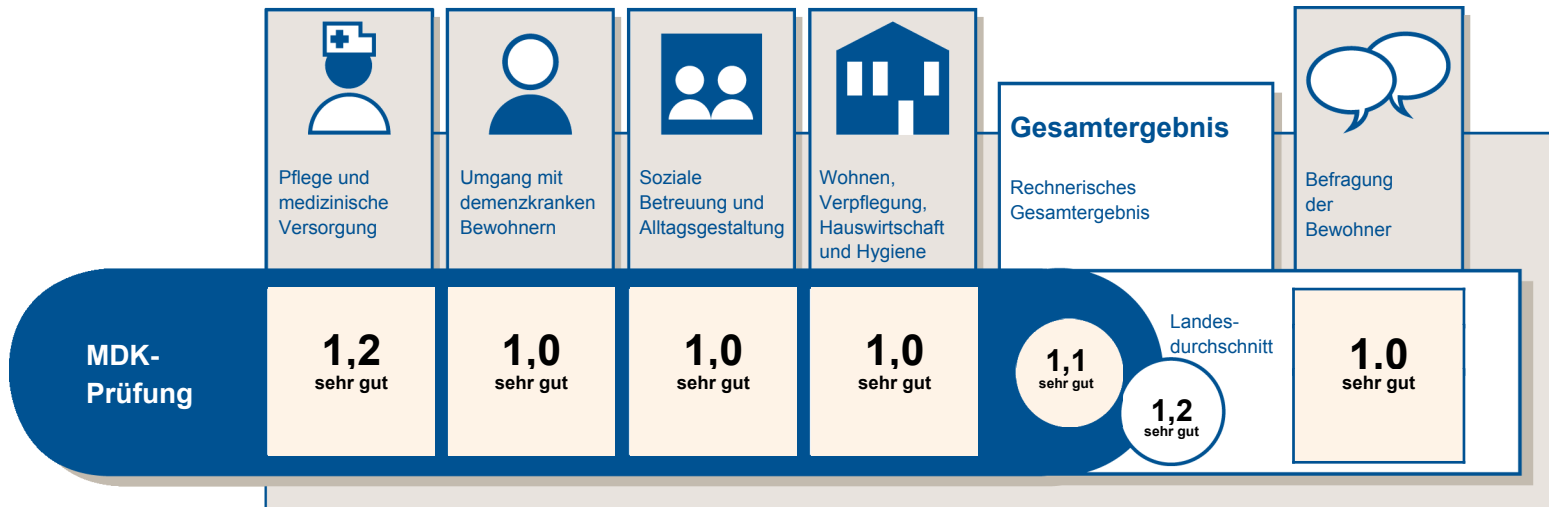 Pflege und
medizinische
Versorgung
Umgang mit
demenzkranken
Bewohnern
Soziale
Betreuung und
Alltagsgestaltung
Wohnen,
Verpflegung,
Hauswirtschaft
und Hygiene
Gesamtergebnis
Rechnerisches
Gesamtergebnis
Befragung
der
Bewohner
MDK-
Prüfung
1,2
sehr gut
1,0
sehr gut
1,0
sehr gut
1,0
sehr gut
1,1
sehr gut
Landes-
durchschnitt
1,2
sehr gut
1.0
sehr gut